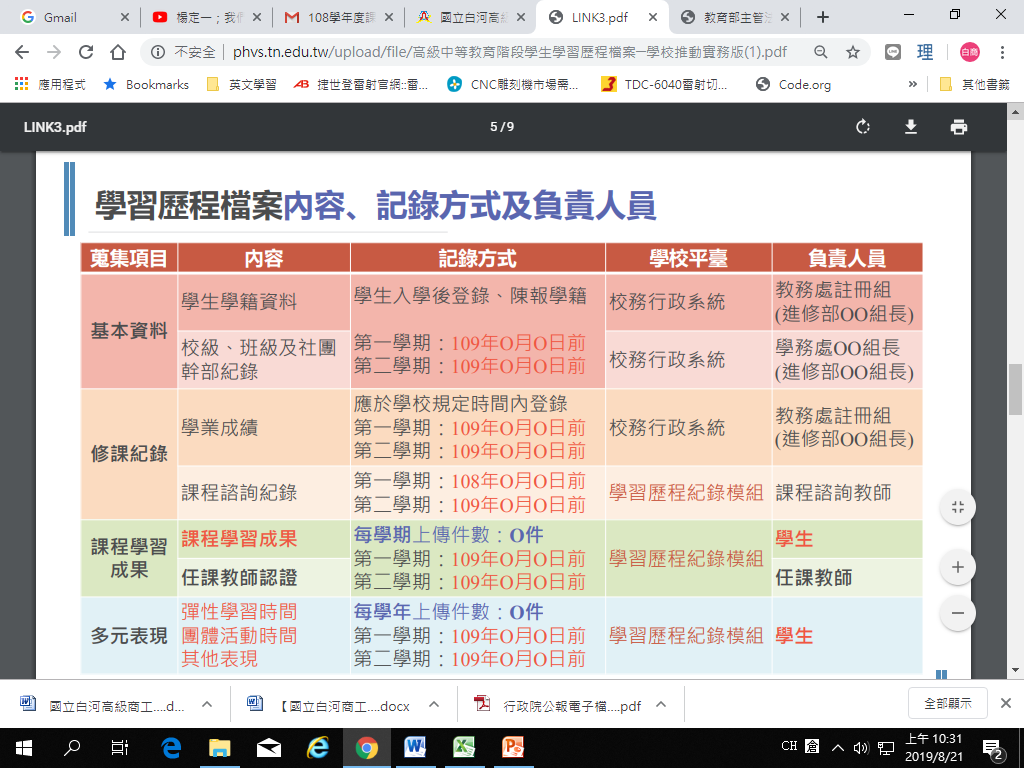 Gmail
楊定一；我們
108學年度課
國立白河高級
LINK3.pdf
教育部主管法
不安全
phvs.tn.edu.tw/upload/file/高級中等教育階段學生學習歷程檔案─學校推動實務版(1).pdf
理
白商
應用程式
Bookmarks
英文學習
捷世登雷射官網::雷...
CNC雕刻機市場需...
TDC-6040雷射切...
Code.org
»
其他書籤
LINK3.pdf
5 / 9
學習歷程檔案內容、記錄方式及負責人員
蒐集項目 內容 記錄方式 學校平臺 負責人員
基本資料
學生學籍資料
學生入學後登錄、陳報學籍
校務行政系統
教務處註冊組
(進修部OO組長)
校級、班級及社團
幹部紀錄
第一學期：109年O月O日前
第二學期：109年O月O日前
校務行政系統
學務處OO組長
(進修部OO組長)
修課紀錄
學業成績
應於學校規定時間內登錄
第一學期：109年O月O日前
第二學期：109年O月O日前
校務行政系統
教務處註冊組
(進修部OO組長)
課程諮詢紀錄
第一學期：108年O月O日前
第二學期：109年O月O日前
學習歷程紀錄模組
課程諮詢教師
課程學習
成果
課程學習成果
每學期上傳件數：O件
第一學期：109年O月O日前
第二學期：109年O月O日前
學習歷程紀錄模組
學生
任課教師認證
任課教師
多元表現
彈性學習時間
團體活動時間
其他表現
每學年上傳件數：O件
第一學期：109年O月O日前
第二學期：109年O月O日前
學習歷程紀錄模組
學生
國立白河高級商工....d...
【國立白河商工....docx
行政院公報電子檔....pdf
全部顯示
CH
倉
上午 10:31
2019/8/21
2